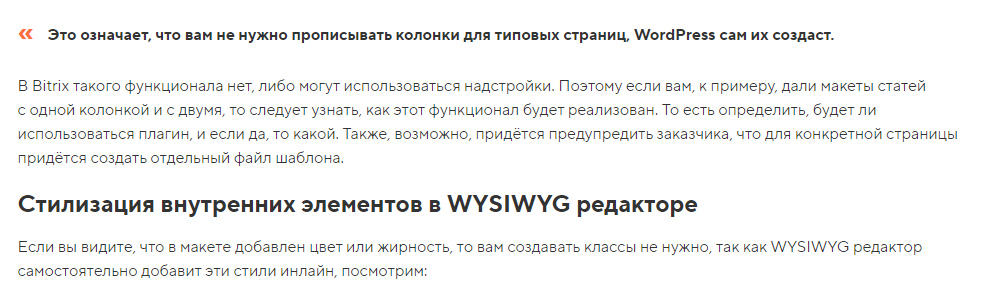 « Это означает, что вам не нужно прописывать колонки для типовых страниц, WordPress сам их создаст.
В Bitrix такого функционала нет, либо могут использоваться надстройки. Поэтому если вам, к примеру, дали макеты статей
с одной колонкой и с двумя, то следует узнать, как этот функционал будет реализован. То есть определить, будет ли
использоваться плагин, и если да, то какой. Также, возможно, придётся предупредить заказчика, что для конкретной страницы
придётся создать отдельный файл шаблона.
Стилизация внутренних элементов в WYSIWYG редакторе
Если вы видите, что в макете добавлен цвет или жирность, то вам создавать классы не нужно, так как WYSIWYG редактор
самостоятельно добавит эти стили инлайн, посмотрим: